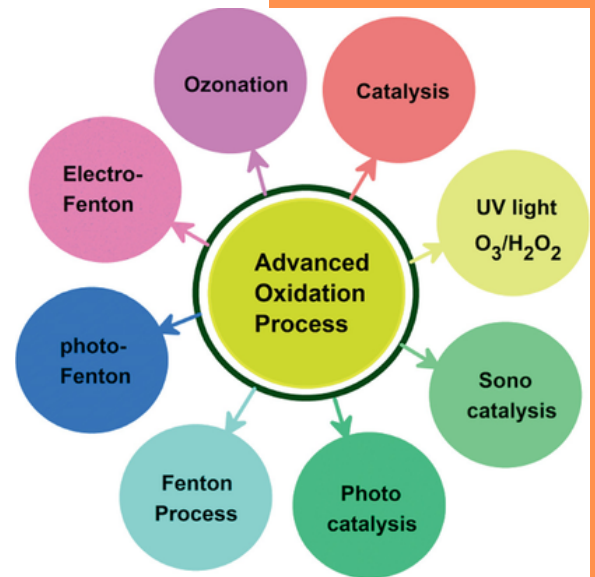 Ozonation
Catalysis
Electro-
Fenton
UV light
O₃/H₂O₂
Advanced
Oxidation
Process
photo-
Fenton
Sono
catalysis
Fenton
Process
Photo
catalysis